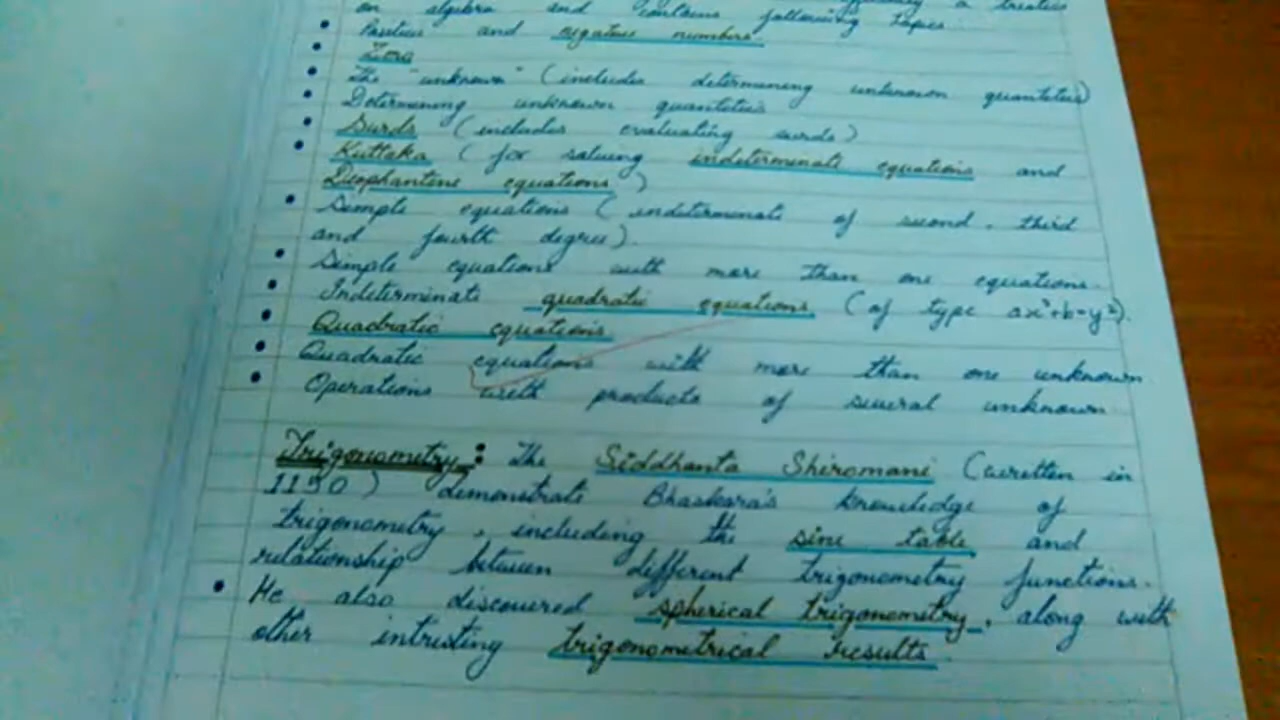 on algebra and contains following topics
• Positive and negative numbers.
Zero
• The "unknown" (includes determining unknown quantities)
• Determining unknown quantities
• Surds (includes evaluating surds)
• Kuttaka (for solving indeterminate equations and
Diophantine equations)
• Simple equations (indeterminate of second, third
and fourth degree).
• Simple equations with more than one equations.
• Indeterminate quadratic equations (of type ax²+b=y²).
• Quadratic equations.
• Quadratic equations with more than one unknown
• Operations with products of several unknown
Trigonometry: The Siddhanta Shiromani (written in
1150) demonstrate Bhaskara's knowledge of
trigonometry, including the sine table and
relationship between different trigonometry functions.
• He also discovered spherical trigonometry, along with
other intristing trigonometrical results.